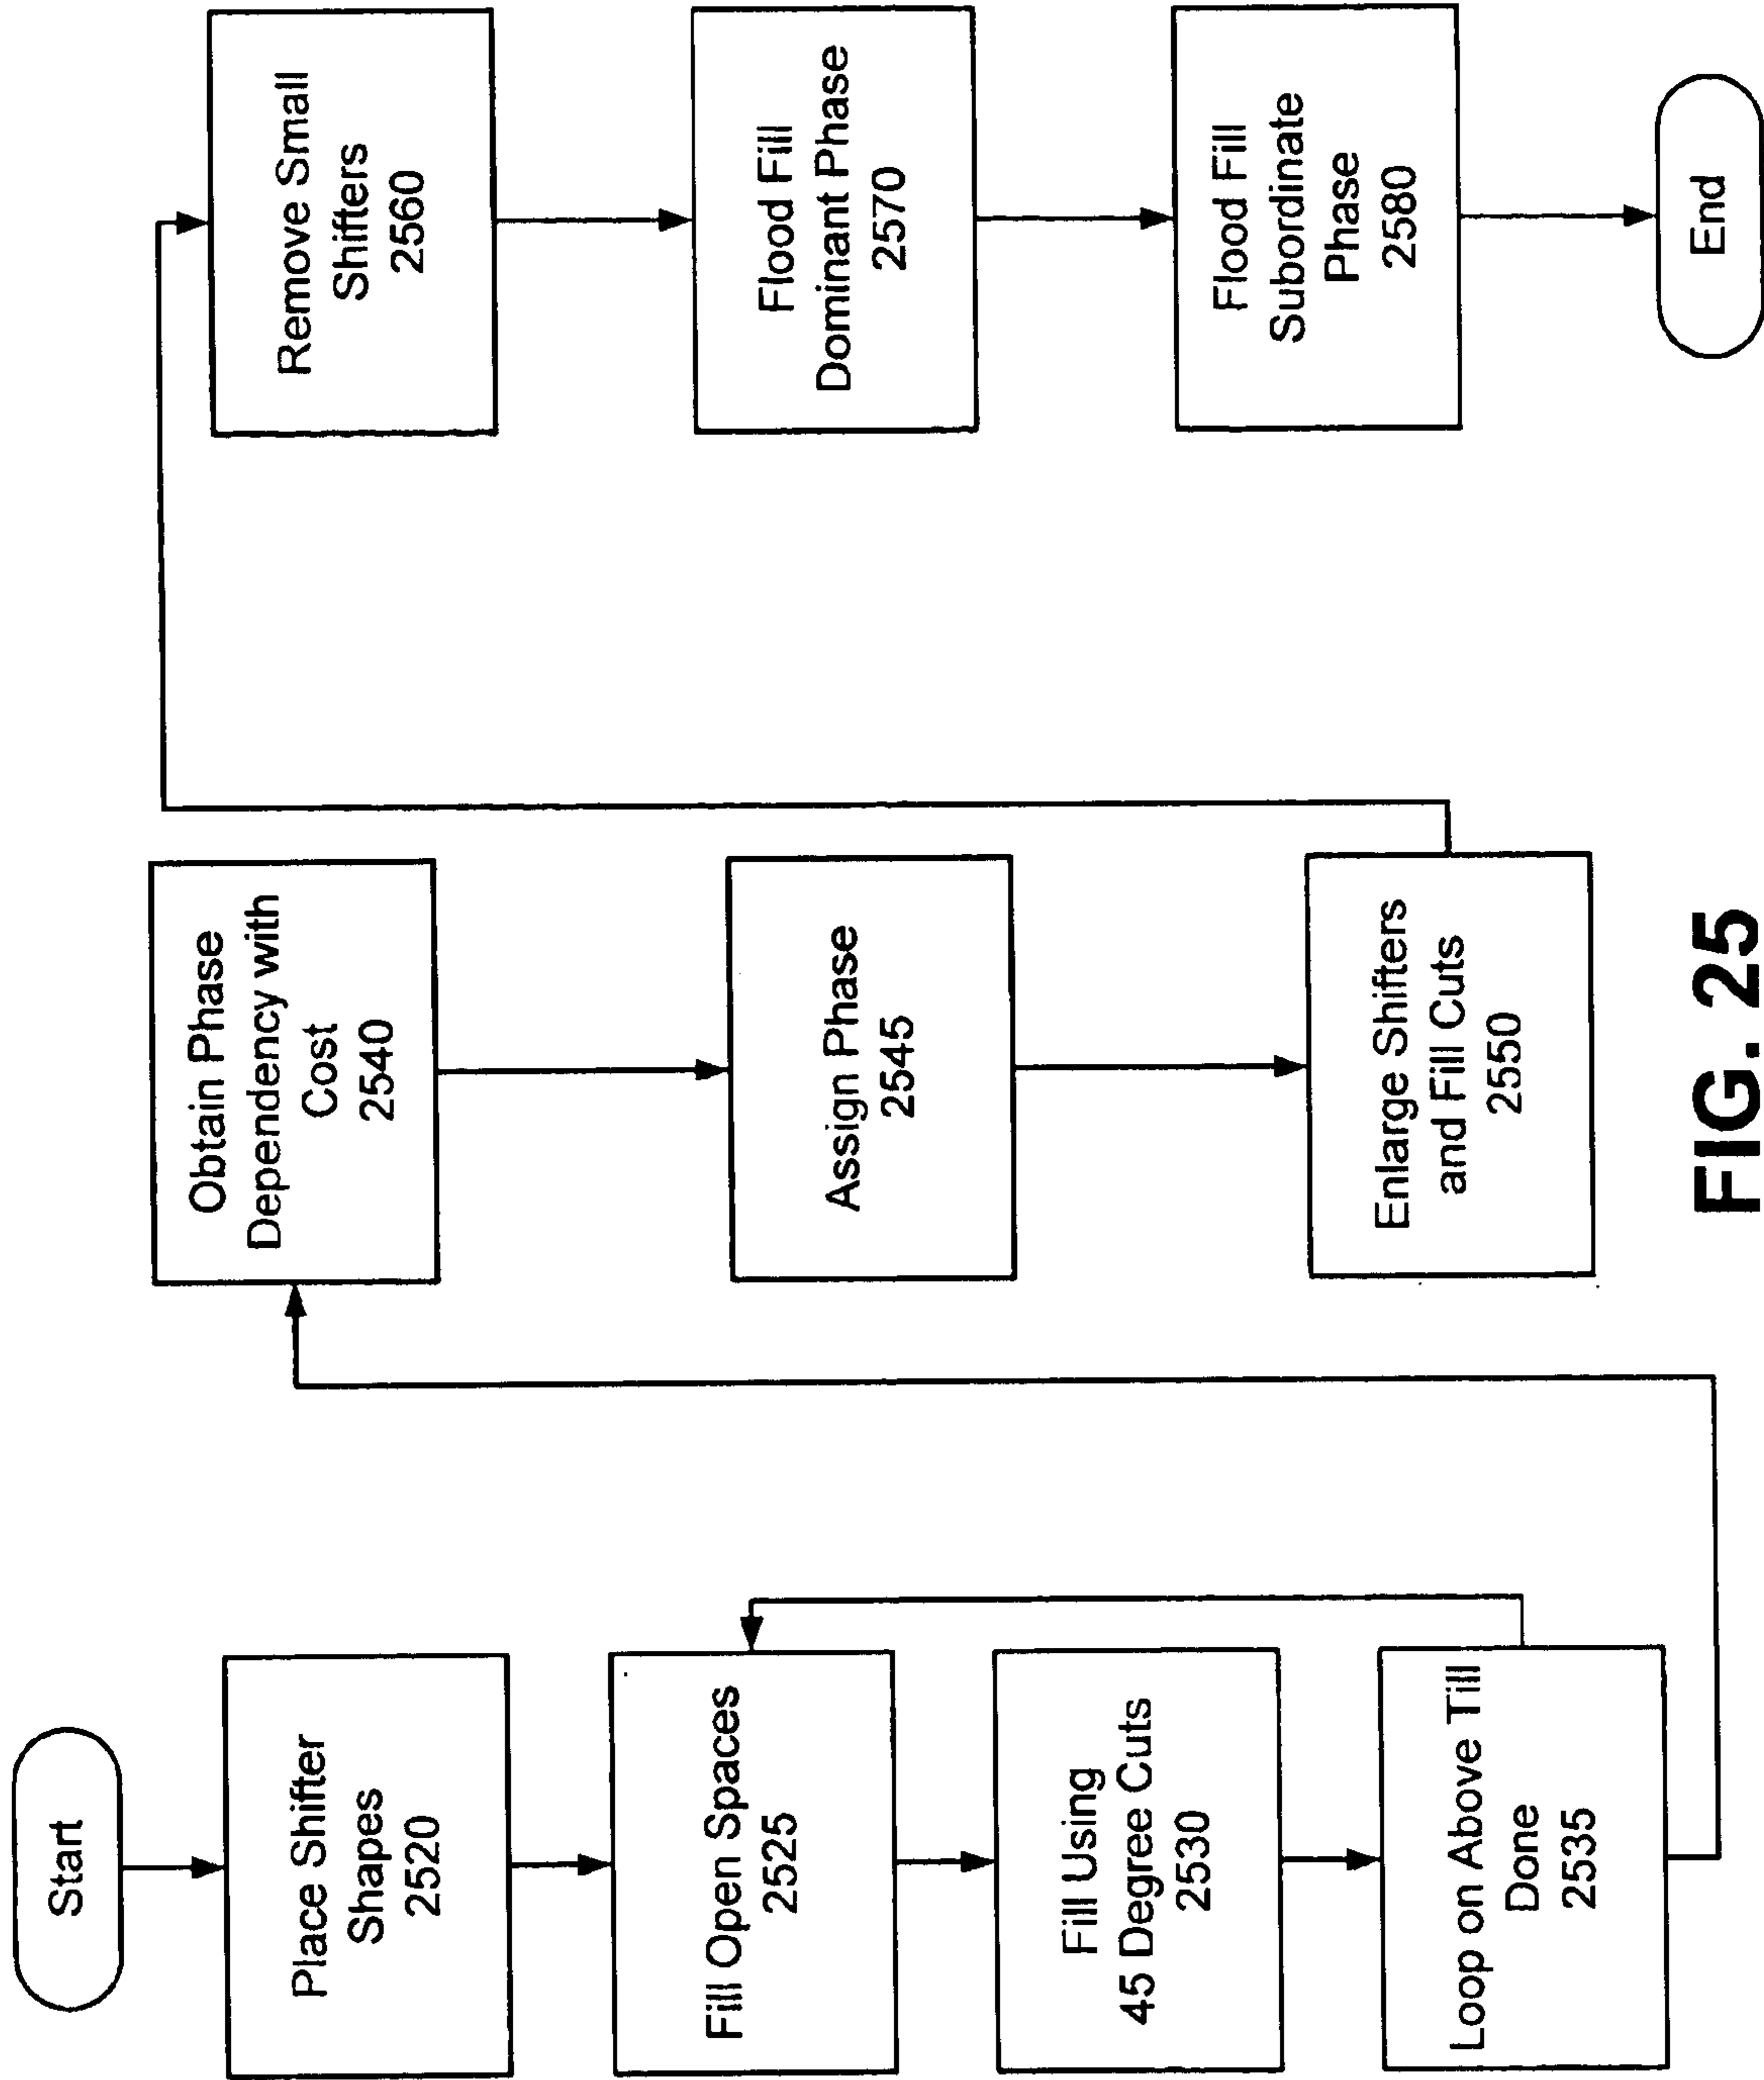 Start
Place Shifter
Shapes
2520
Fill Open Spaces
2525
Fill Using
45 Degree Cuts
2530
Loop on Above Till
Done
2535
Obtain Phase
Dependency with
Cost
2540
Assign Phase
2545
Enlarge Shifters
and Fill Cuts
2550
Remove Small
Shifters
2560
Flood Fill
Dominant Phase
2570
Flood Fill
Subordinate
Phase
2580
End
FIG. 25